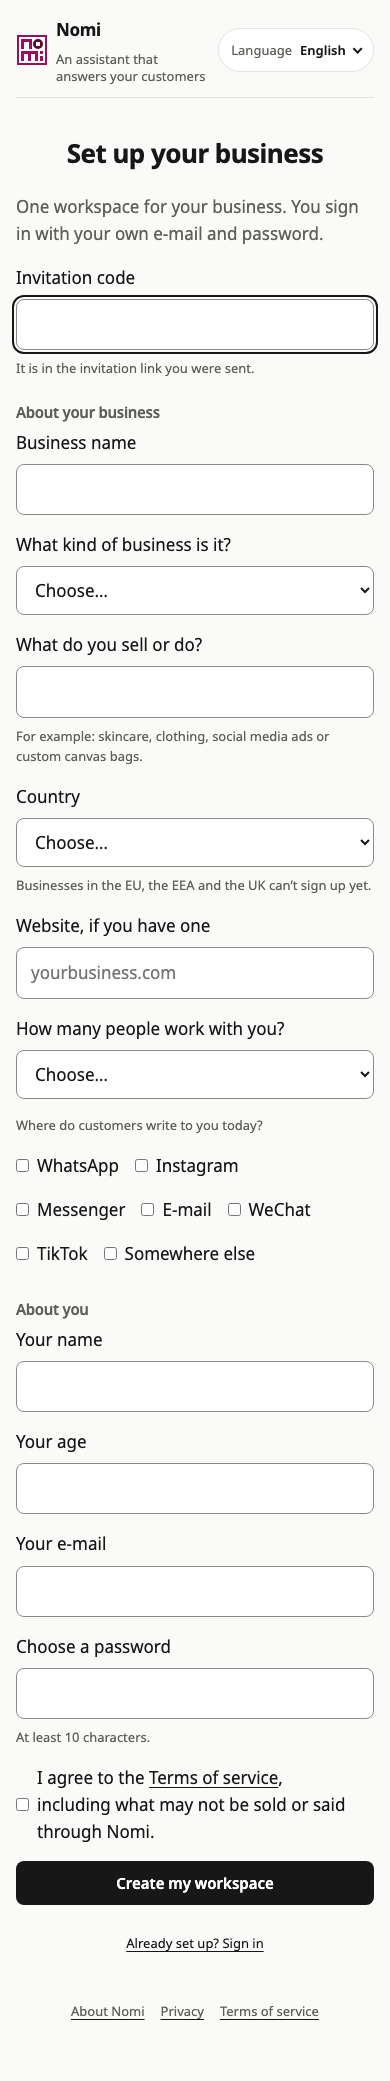 Nomi
An assistant that
answers your customers
Language English
Set up your business
One workspace for your business. You sign
in with your own e-mail and password.
Invitation code
It is in the invitation link you were sent.
About your business
Business name
What kind of business is it?
Choose...
What do you sell or do?
For example: skincare, clothing, social media ads or
custom canvas bags.
Country
Choose...
Businesses in the EU, the EEA and the UK can’t sign up yet.
Website, if you have one
yourbusiness.com
How many people work with you?
Choose...
Where do customers write to you today?
WhatsApp Instagram
Messenger E-mail WeChat
TikTok Somewhere else
About you
Your name
Your age
Your e-mail
Choose a password
At least 10 characters.
I agree to the Terms of service,
including what may not be sold or said
through Nomi.
Create my workspace
Already set up? Sign in
About Nomi Privacy Terms of service